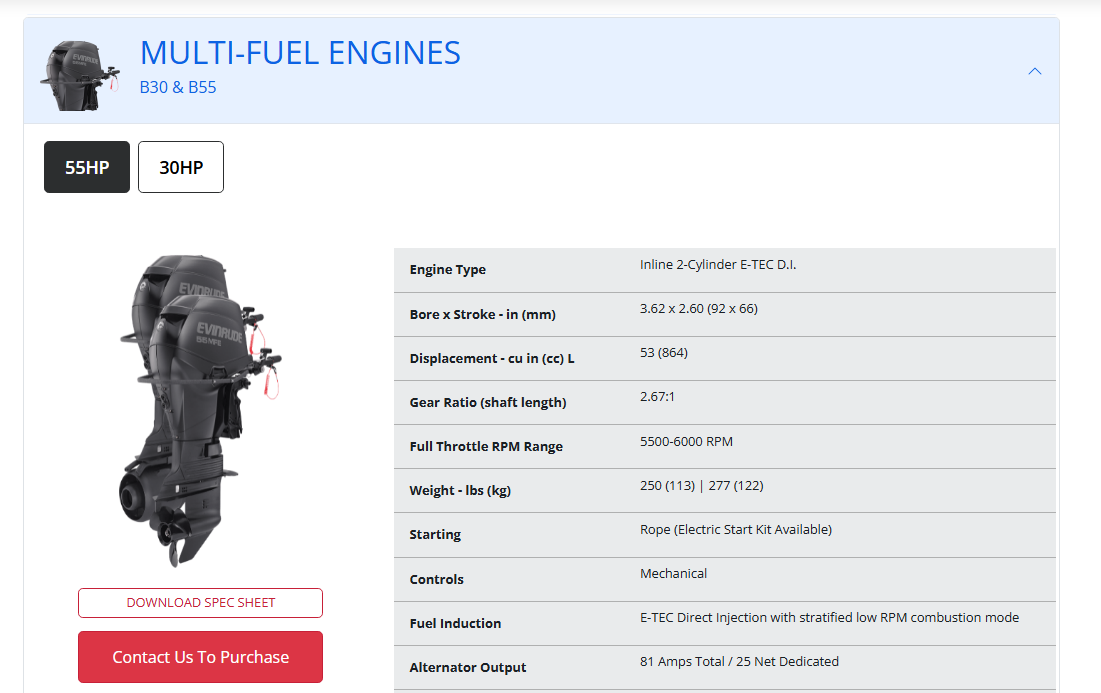 MULTI-FUEL ENGINES
B30 & B55
55HP
30HP
EVINRUDE
EVINRUDE
Engine Type
Inline 2-Cylinder E-TEC D.I.
Bore x Stroke - in (mm)
3.62 x 2.60 (92 x 66)
Displacement - cu in (cc) L
53 (864)
Gear Ratio (shaft length)
2.67:1
Full Throttle RPM Range
5500-6000 RPM
Weight - lbs (kg)
250 (113) | 277 (122)
Starting
Rope (Electric Start Kit Available)
Controls
Mechanical
Fuel Induction
E-TEC Direct Injection with stratified low RPM combustion mode
Alternator Output
81 Amps Total / 25 Net Dedicated
DOWNLOAD SPEC SHEET
Contact Us To Purchase